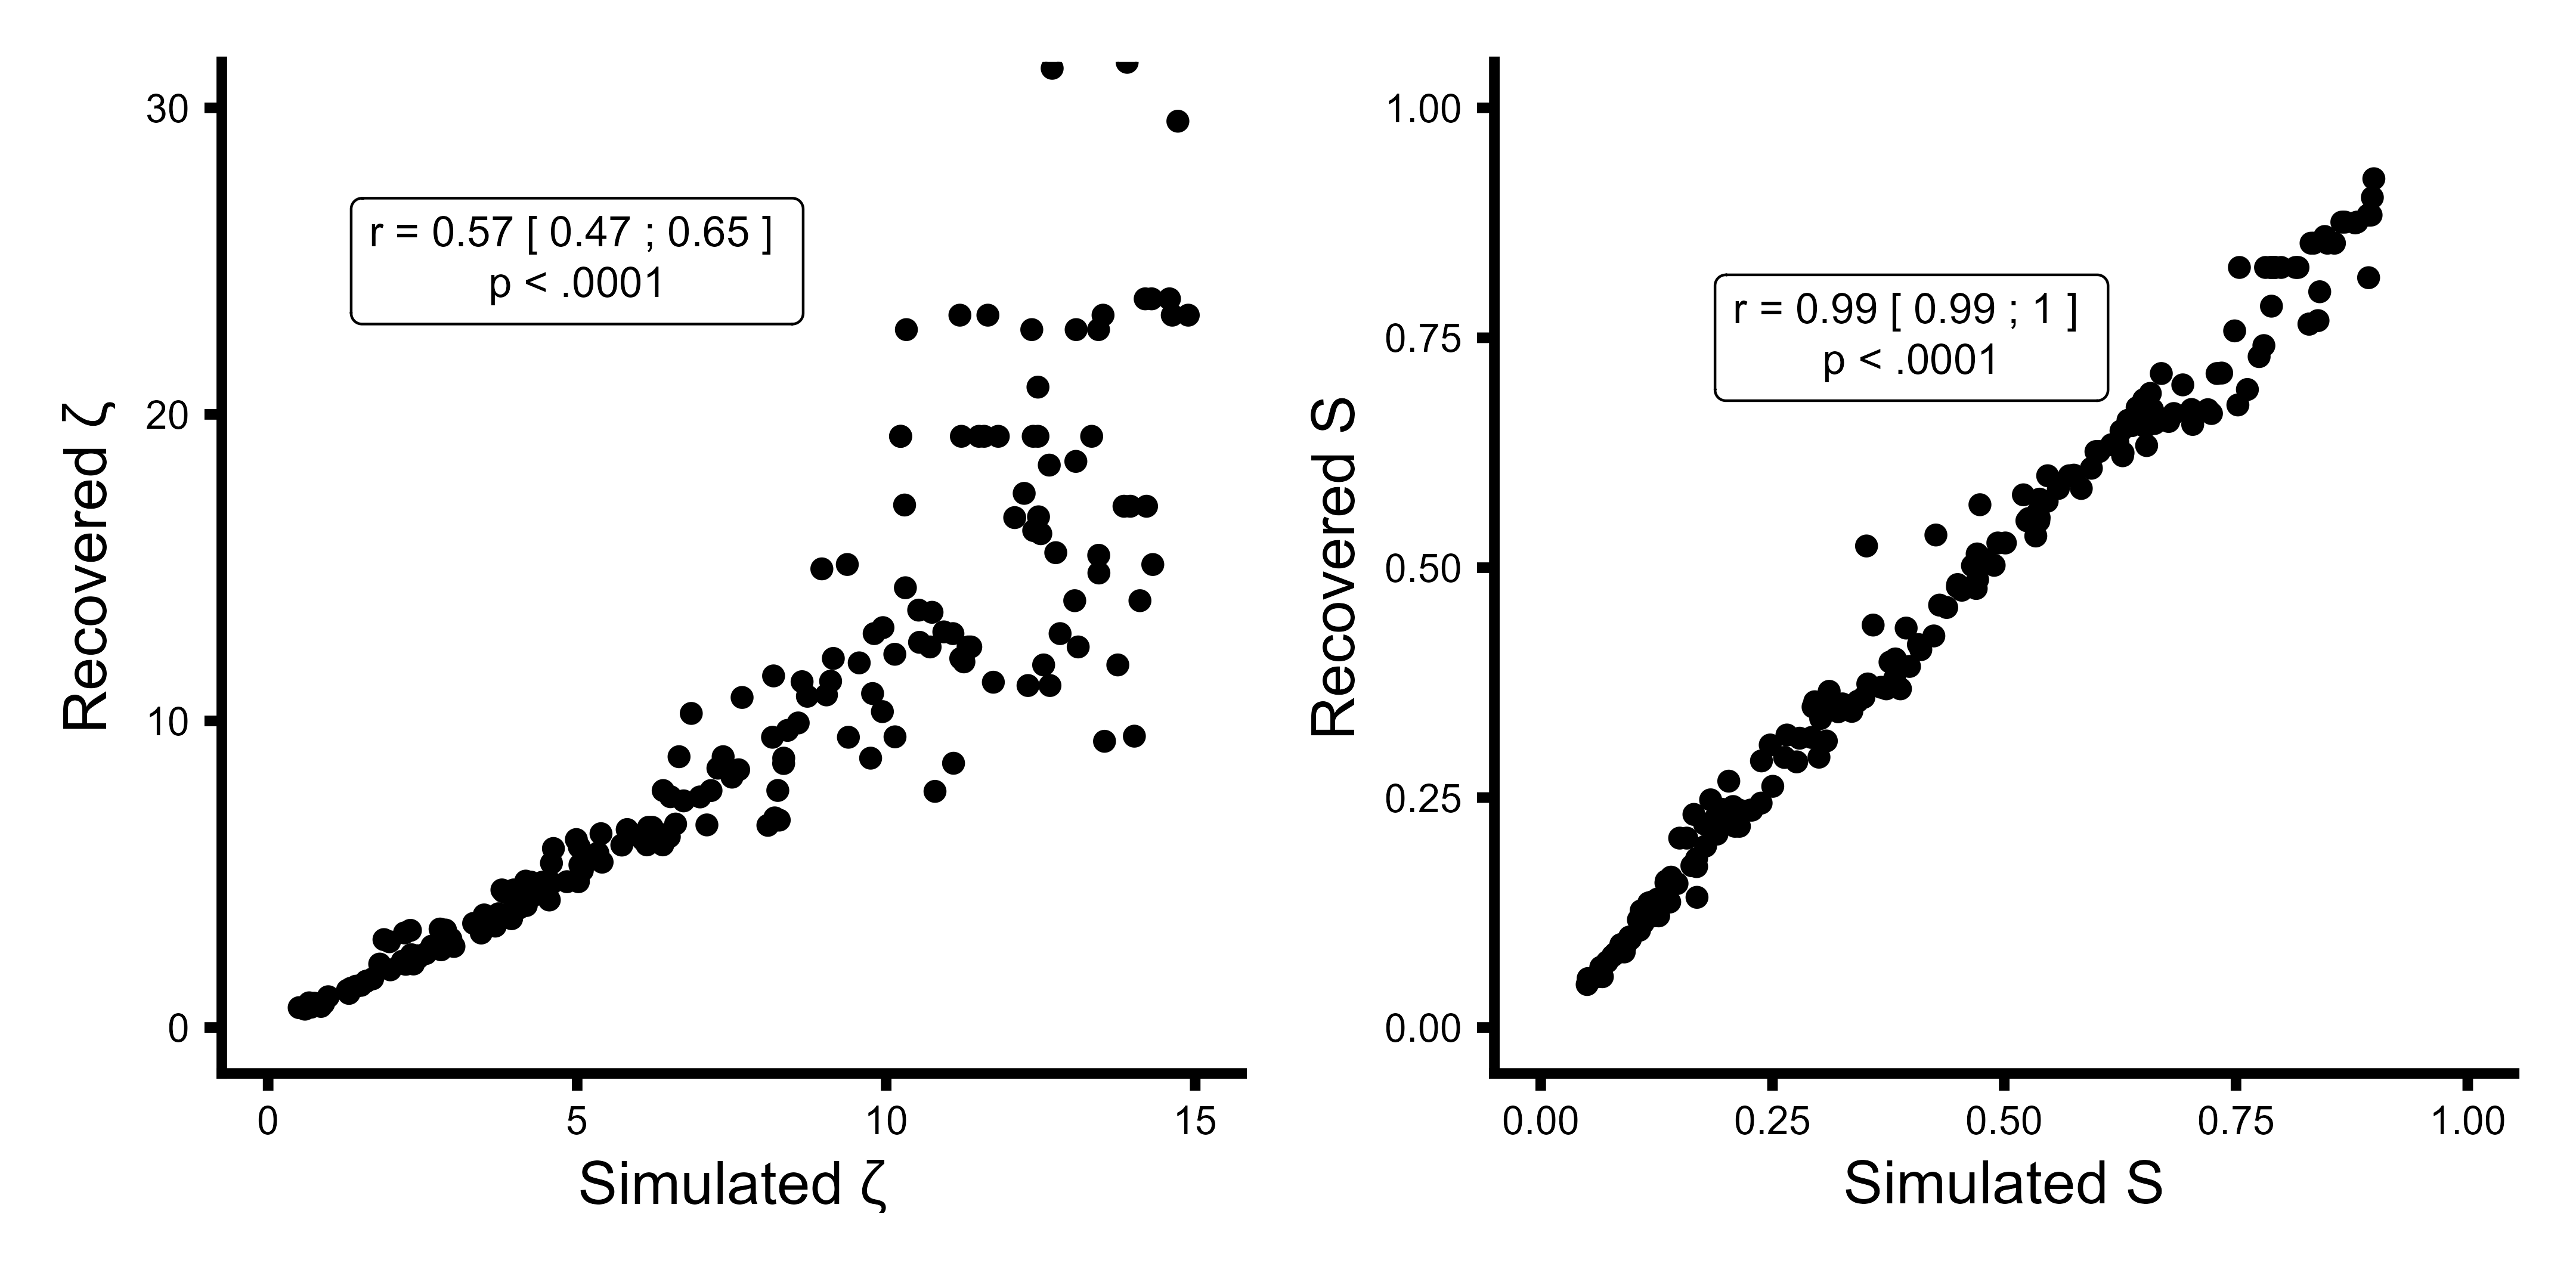 30
20
10
0
Recovered ζ
r = 0.57 [ 0.47 ; 0.65 ]
p < .0001
0 5 10 15
Simulated ζ
1.00
0.75
0.50
0.25
0.00
Recovered S
r = 0.99 [ 0.99 ; 1 ]
p < .0001
0.00 0.25 0.50 0.75 1.00
Simulated S